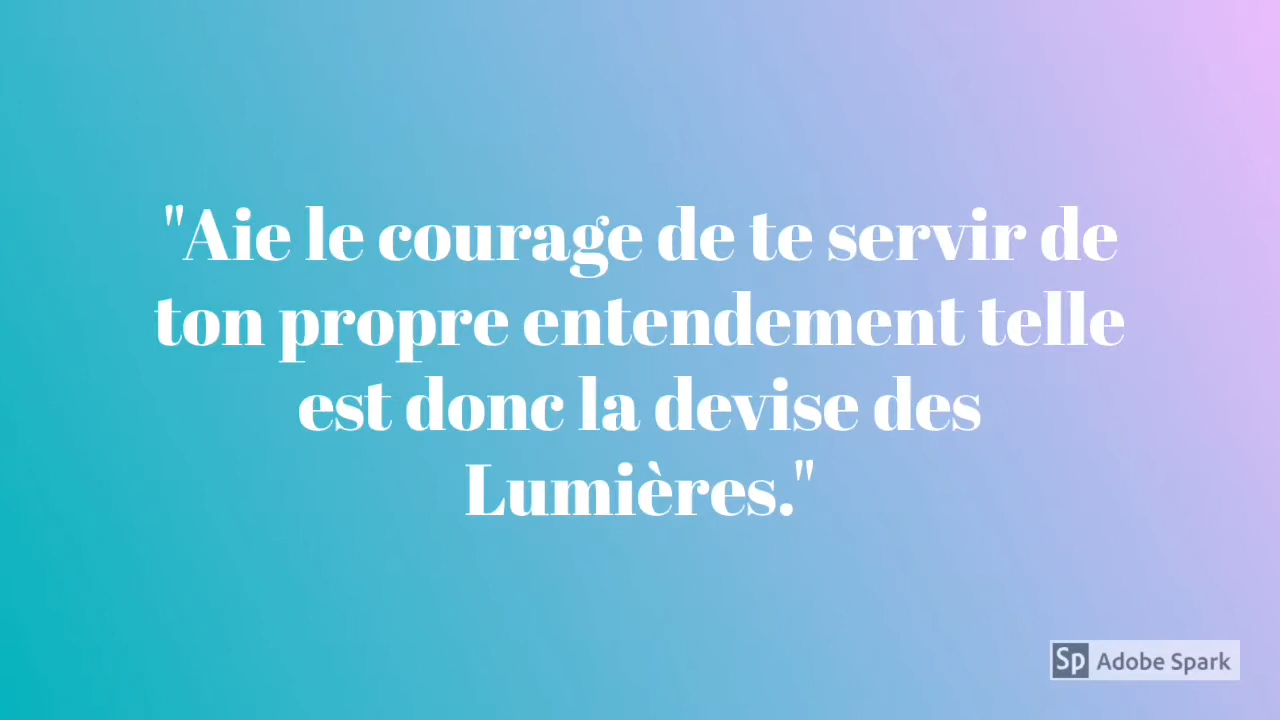 "Aie le courage de te servir de
ton propre entendement telle
est donc la devise des
Lumières."
Sp Adobe Spark